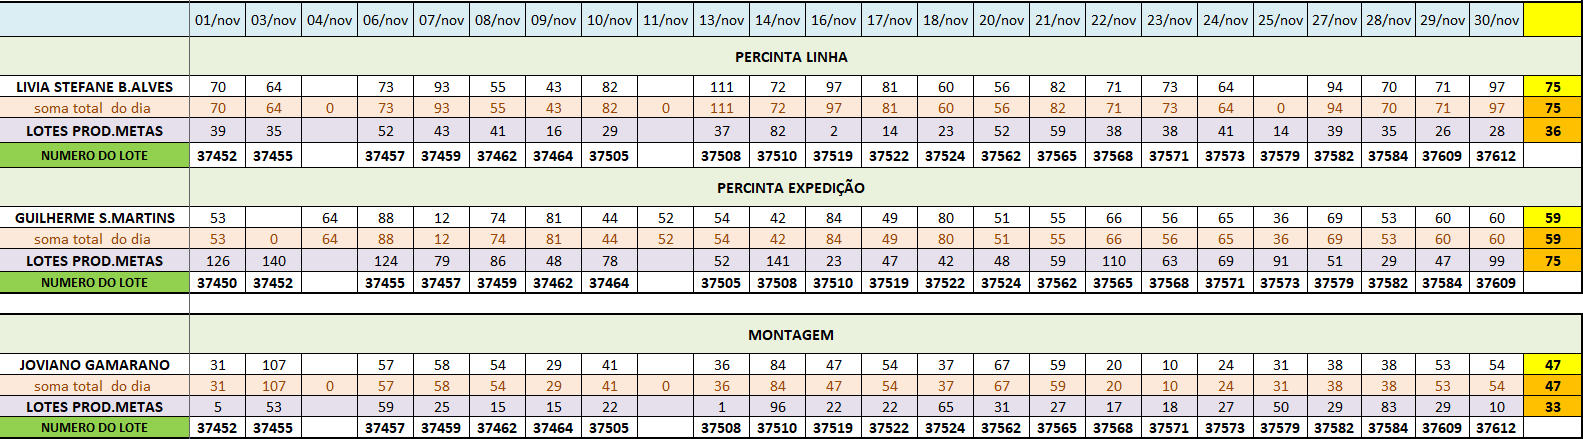 01/nov 03/nov 04/nov 06/nov 07/nov 08/nov 09/nov 10/nov 11/nov 13/nov 14/nov 16/nov 17/nov 18/nov 20/nov 21/nov 22/nov 23/nov 24/nov 25/nov 27/nov 28/nov 29/nov 30/nov
PERCINTA LINHA
LIVIA STEFANE B.ALVES 70 64 73 93 55 43 82 111 72 97 81 60 56 82 71 73 64 94 70 71 97 75
soma total do dia 70 64 0 73 93 55 43 82 0 111 72 97 81 60 56 82 71 73 64 0 94 70 71 97 75
LOTES PROD.METAS 39 35 52 43 41 16 29 37 82 2 14 23 52 59 38 38 41 14 39 35 26 28 36
NUMERO DO LOTE 37452 37455 37457 37459 37462 37464 37505 37508 37510 37519 37522 37524 37562 37565 37568 37571 37573 37579 37582 37584 37609 37612
PERCINTA EXPEDIÇÃO
GUILHERME S.MARTINS 53 64 88 12 74 81 44 52 54 42 84 49 80 51 55 66 56 65 36 69 53 60 60 59
soma total do dia 53 0 64 88 12 74 81 44 52 54 42 84 49 80 51 55 66 56 65 36 69 53 60 60 59
LOTES PROD.METAS 126 140 124 79 86 48 78 52 141 23 47 42 48 59 110 63 69 91 51 29 47 99 75
NUMERO DO LOTE 37450 37452 37455 37457 37459 37462 37464 37505 37508 37510 37519 37522 37524 37562 37565 37568 37571 37573 37579 37582 37584 37609
MONTAGEM
JOVIANO GAMARANO 31 107 57 58 54 29 41 36 84 47 54 37 67 59 20 10 24 31 38 38 53 54 47
soma total do dia 31 107 0 57 58 54 29 41 0 36 84 47 54 37 67 59 20 10 24 31 38 38 53 54 47
LOTES PROD.METAS 5 53 59 25 15 15 22 1 96 22 22 65 31 27 17 18 27 50 29 83 29 10 33
NUMERO DO LOTE 37452 37455 37457 37459 37462 37464 37505 37508 37510 37519 37522 37524 37562 37565 37568 37571 37573 37579 37582 37584 37609 37612